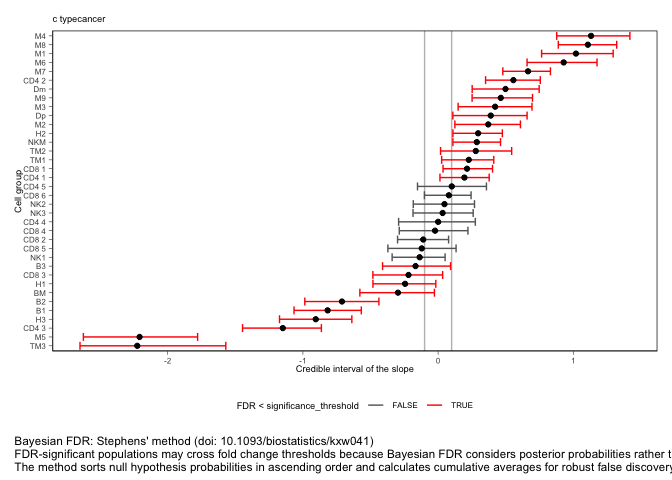 c typecancer
M4
M8
M1
M6
M7
CD4 2
Dm
M9
M3
Dp
M2
H2
NKM
TM2
TM1
CD8 1
CD4 1
CD4 5
CD8 6
NK2
NK3
CD4 4
CD8 4
CD8 2
CD8 5
NK1
B3
CD8 3
H1
BM
B2
B1
H3
CD4 3
M5
TM3
Cell group
-2 -1 0 1
Credible interval of the slope
FDR < significance_threshold FALSE TRUE
Bayesian FDR: Stephens' method (doi: 10.1093/biostatistics/kxw041)
FDR-significant populations may cross fold change thresholds because Bayesian FDR considers posterior probabilities rather t
The method sorts null hypothesis probabilities in ascending order and calculates cumulative averages for robust false discovery